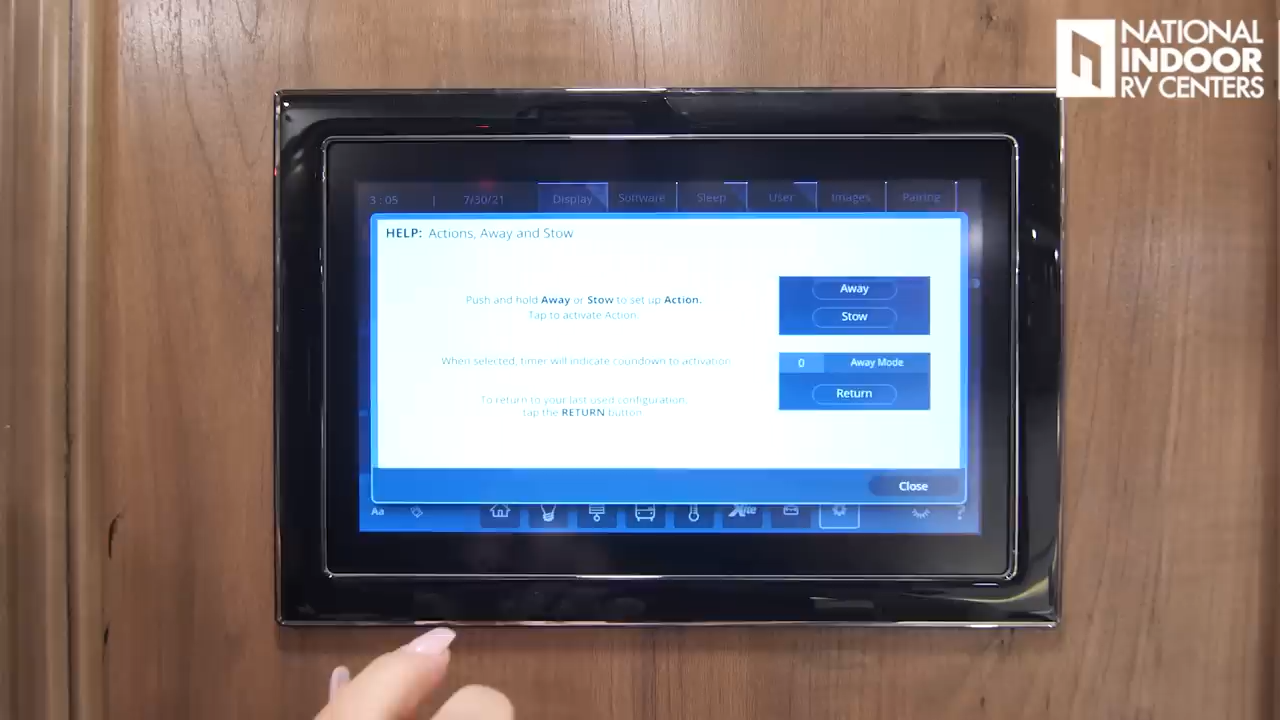 NATIONAL
INDOOR
RV CENTERS
3:05 | 7/30/21 Display Software Sleep User Images Pairing
HELP: Actions, Away and Stow
Push and hold Away or Stow to set up Action.
Tap to activate Action.
Away
Stow
When selected, timer will indicate coundown to activation.
0 Away Mode
To return to your last used configuration,
tap the RETURN button.
Return
Close
Aa Xite ?